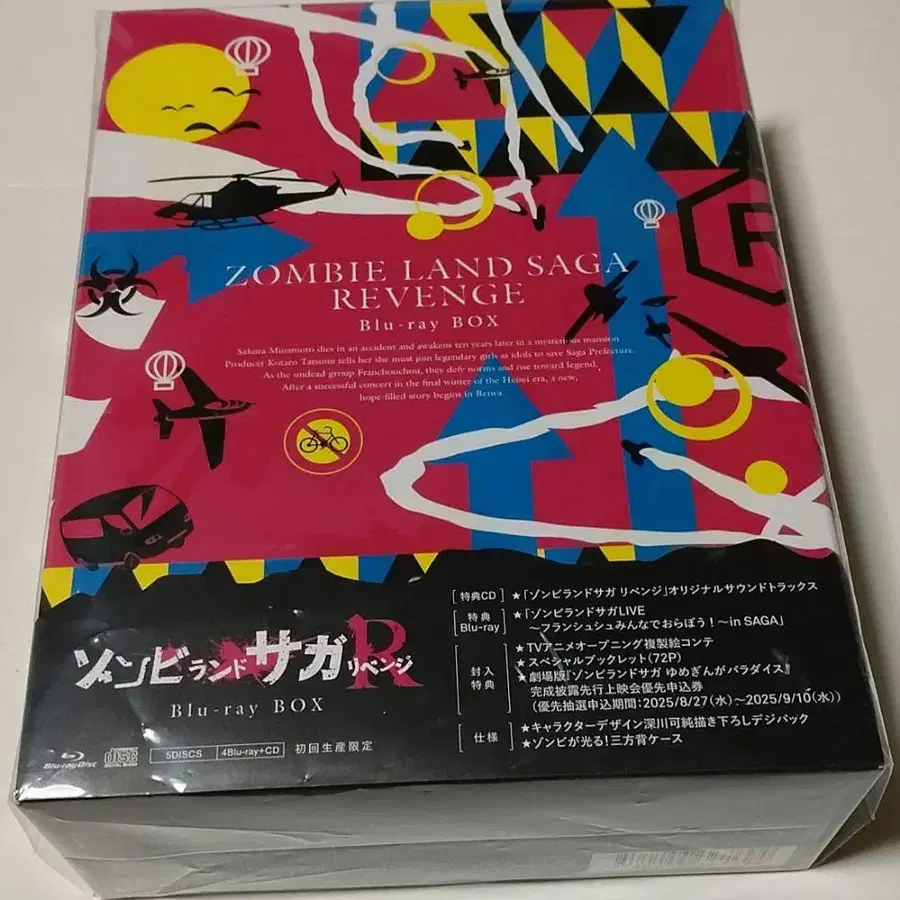 ZOMBIE LAND SAGA
REVENGE
Blu-ray BOX
Sakura Minamoto dies in an accident and awakens ten years later in a mysterious mansion
Producer Kotaro Tatsumi tells her she must join legendary girls as idols to save Saga Prefecture.
As the undead group Franchouchou, they defy norms and rise toward legend.
After a successful concert in the final winter of the Heisei era, a new,
hope-filled story begins in Reiwa.
ゾンビランドサガRリベンジ
Blu-ray BOX
Blu-ray Disc
COMPACT disc DIGITAL AUDIO
5DISCS
4Blu-ray+CD
初回生産限定
[特典CD] ★「ゾンビランドサガ リベンジ」オリジナルサウンドトラックス
[特典Blu-ray] ★「ゾンビランドサガLIVE
～フランシュシュみんなでおらぼう!～in SAGA」
[封入特典] ★TVアニメオープニング複製絵コンテ
★スペシャルブックレット(72P)
★劇場版『ゾンビランドサガ ゆめぎんがパラダイス』
完成披露先行上映会優先申込券
(優先抽選申込期間:2025/8/27(水)～2025/9/10(水))
[仕様] ★キャラクターデザイン深川可純描き下ろしデジパック
★ゾンビが光る!三方背ケース